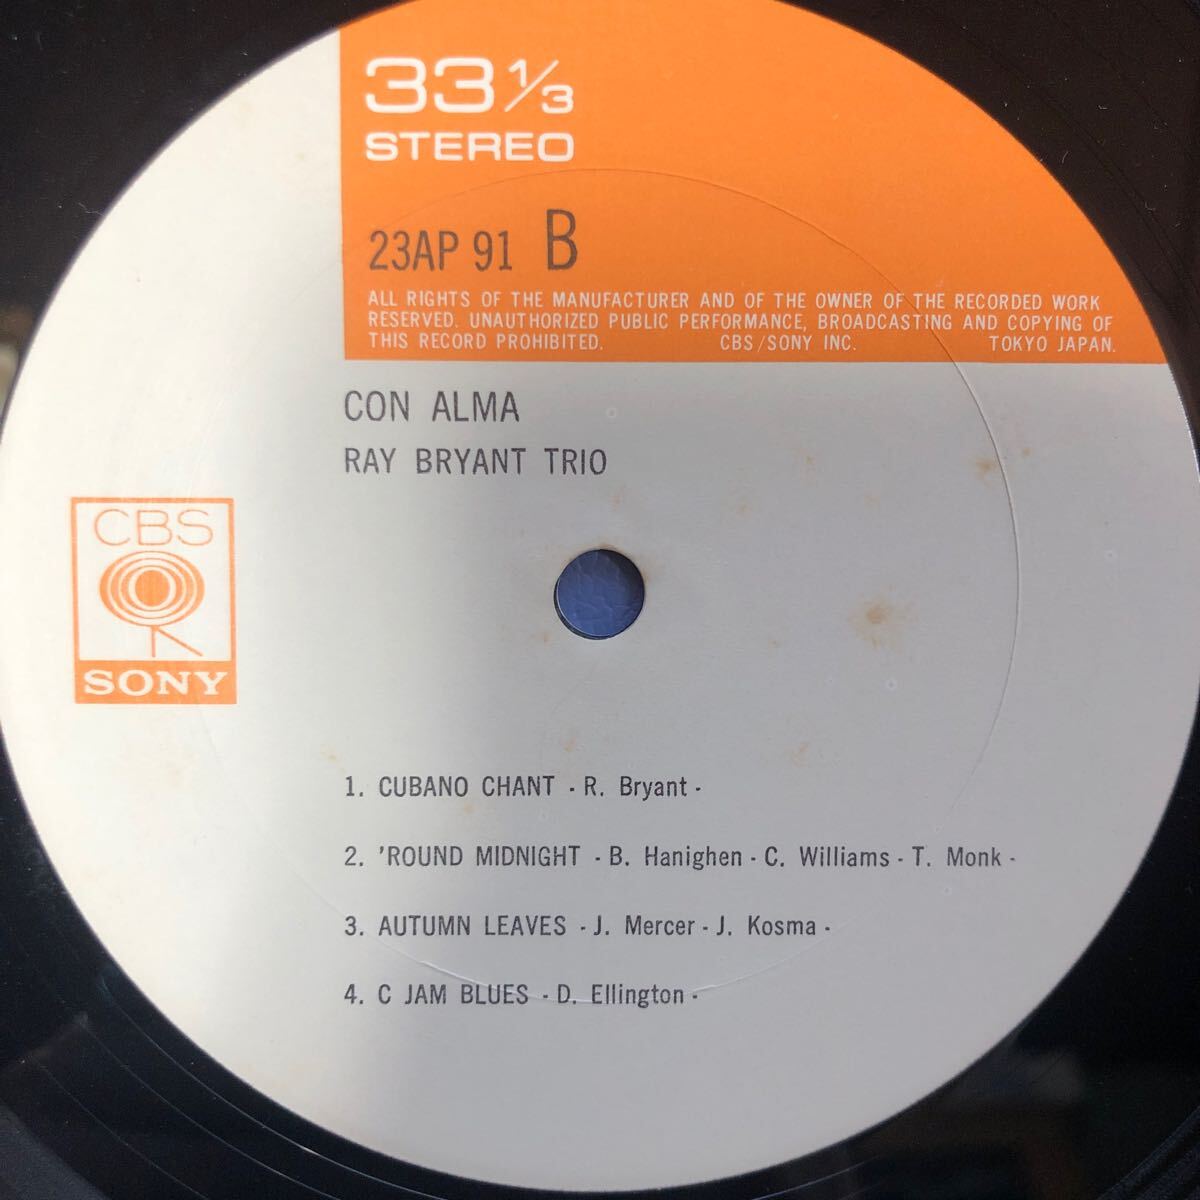 33 1/3
STEREO
23AP 91 B
ALL RIGHTS OF THE MANUFACTURER AND OF THE OWNER OF THE RECORDED WORK
RESERVED. UNAUTHORIZED PUBLIC PERFORMANCE, BROADCASTING AND COPYING OF
THIS RECORD PROHIBITED. CBS/SONY INC. TOKYO JAPAN.
CON ALMA
RAY BRYANT TRIO
CBS
SONY
1. CUBANO CHANT - R. Bryant -
2. 'ROUND MIDNIGHT - B. Hanighen - C. Williams - T. Monk -
3. AUTUMN LEAVES - J. Mercer - J. Kosma -
4. C JAM BLUES - D. Ellington -